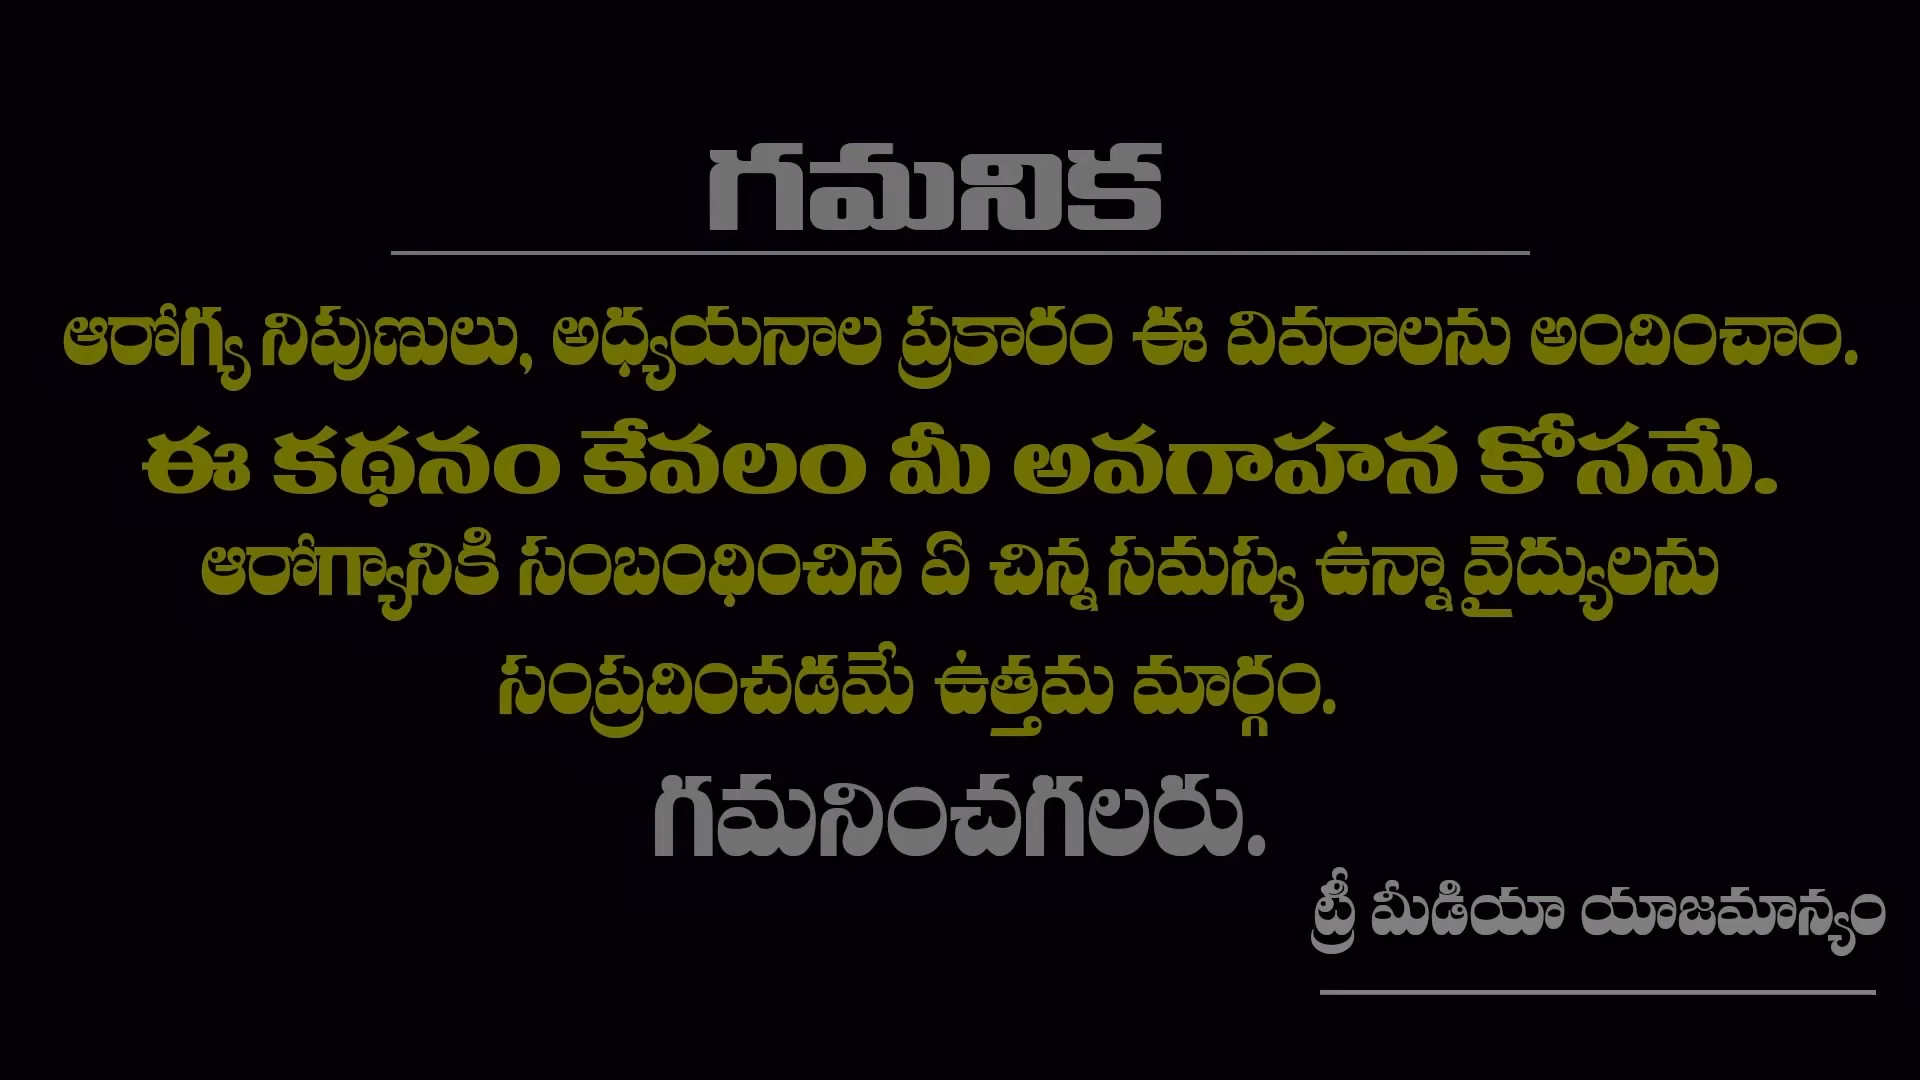 గమనిక
ఆరోగ్య నిపుణులు, అధ్యయనాల ప్రకారం ఈ వివరాలను అందించాం.
ఈ కథనం కేవలం మీ అవగాహన కోసమే.
ఆరోగ్యానికి సంబంధించిన ఏ చిన్న సమస్య ఉన్నా వైద్యులను
సంప్రదించడమే ఉత్తమ మార్గం.
గమనించగలరు.
ట్రీ మీడియా యాజమాన్యం